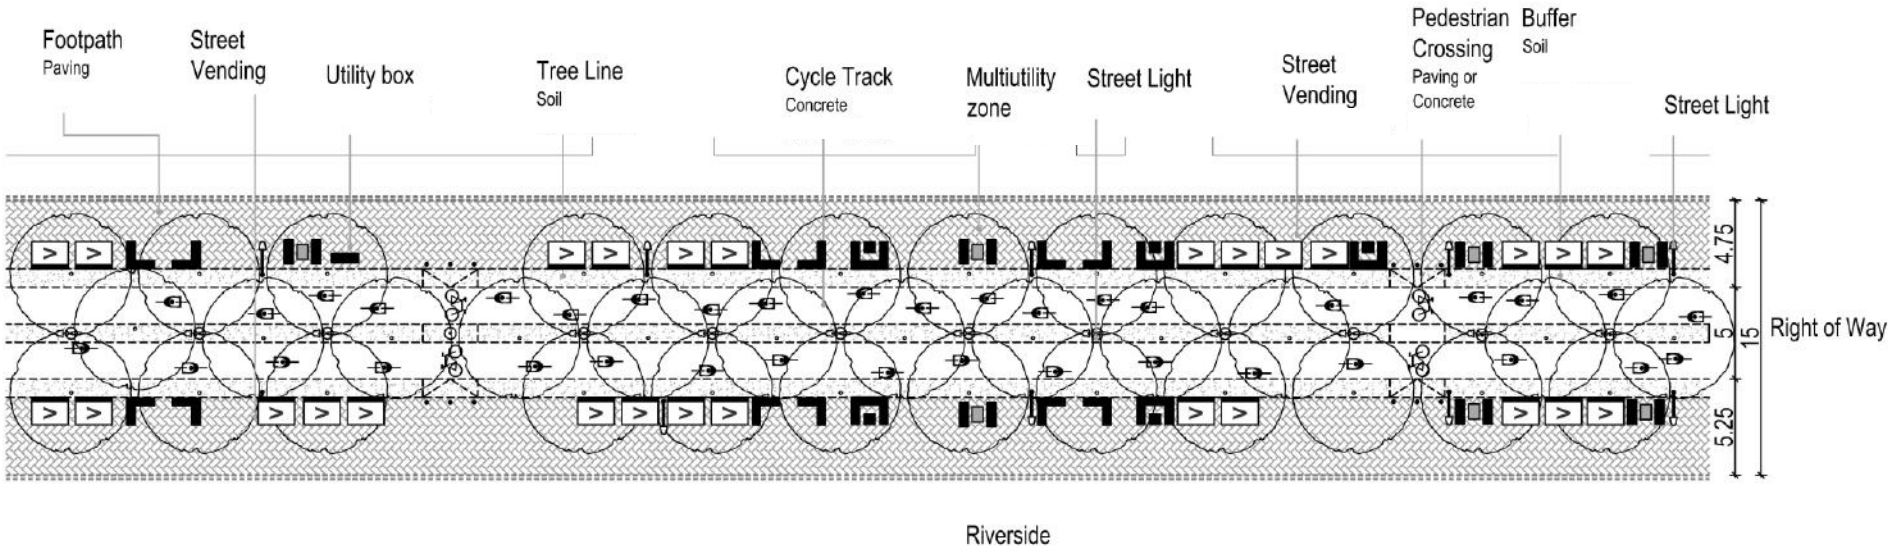 Footpath
Paving
Street
Vending
Utility box
Tree Line
Soil
Cycle Track
Concrete
Multiutility
zone
Street Light
Street
Vending
Pedestrian
Crossing
Paving or
Concrete
Buffer
Soil
Street Light
V V V V V V V V V V V V V V
4.75
5
15
Right of Way
V V V V V V V V V V V V V V
5.25
Riverside